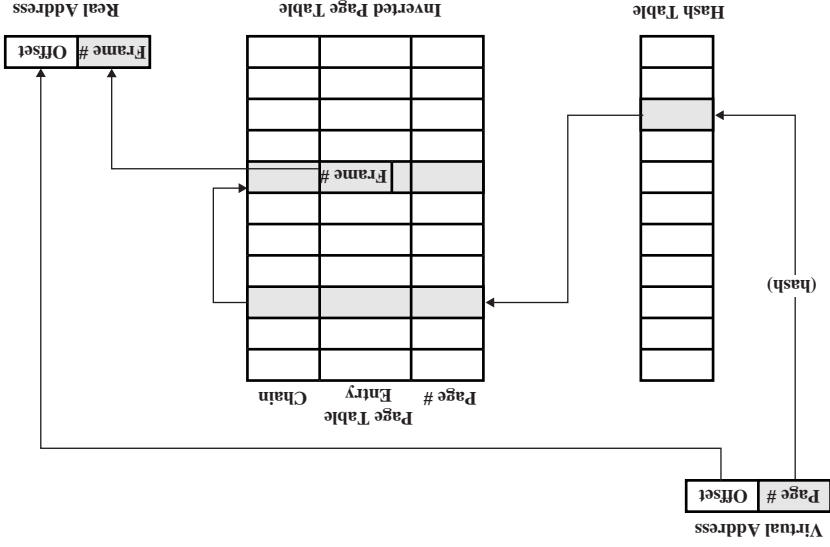 Virtual Address
Page #
Offset
(hash)
Page #
Page Table
Entry
Chain
Frame #
Frame #
Offset
Hash Table
Inverted Page Table
Real Address